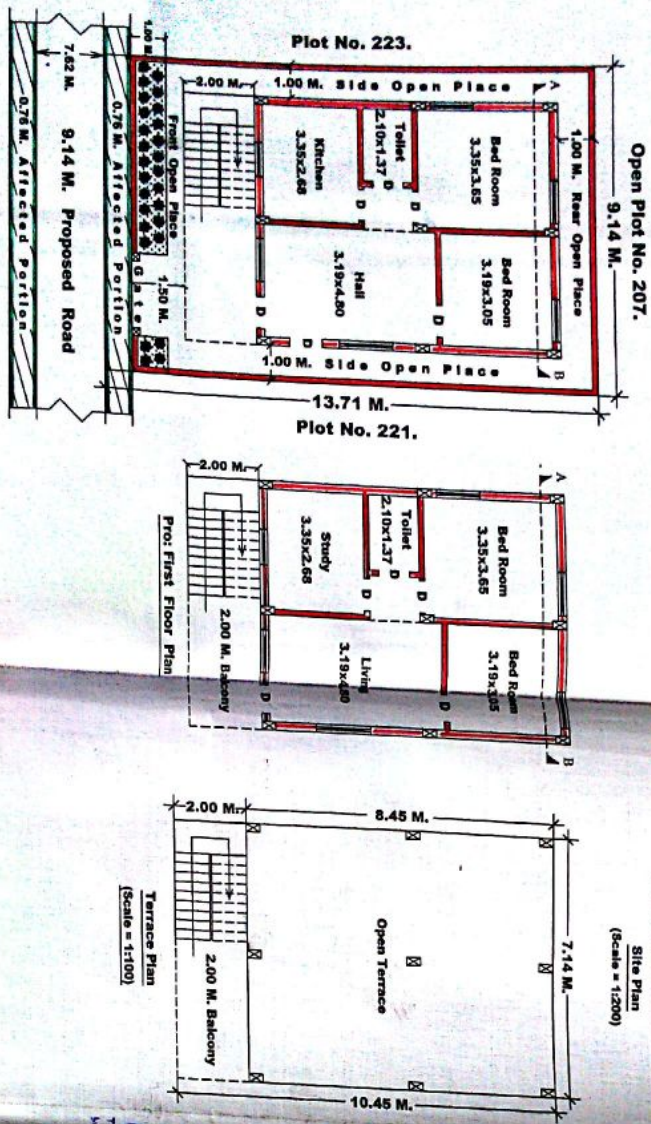 Open Plot No. 207.
9.14 M.
Plot No. 223.
1.00 M. Side Open Place
A
1.00 M. Rear Open Place
Bed Room
3.35x3.65
Bed Room
3.19x3.05
Toilet
2.10x1.37
D
D
D
D
Kitchen
3.35x2.68
Hall
3.19x4.80
D
D
B
1.00 M. Side Open Place
13.71 M.
Plot No. 221.
2.00 M.
Front Open Place
1.50 M.
1.00 M.
Gate
0.76 M. Affected Portion
7.62 M.
9.14 M. Proposed Road
0.76 M. Affected Portion
A
Bed Room
3.35x3.65
Bed Room
3.19x3.05
Toilet
2.10x1.37
D
D
D
D
Study
3.35x2.68
Living
3.19x4.80
D
B
2.00 M.
2.00 M. Balcony
Pro: First Floor Plan
Site Plan
(Scale = 1:200)
7.14 M.
8.45 M.
2.00 M.
Open Terrace
10.45 M.
2.00 M. Balcony
Terrace Plan
(Scale = 1:100)